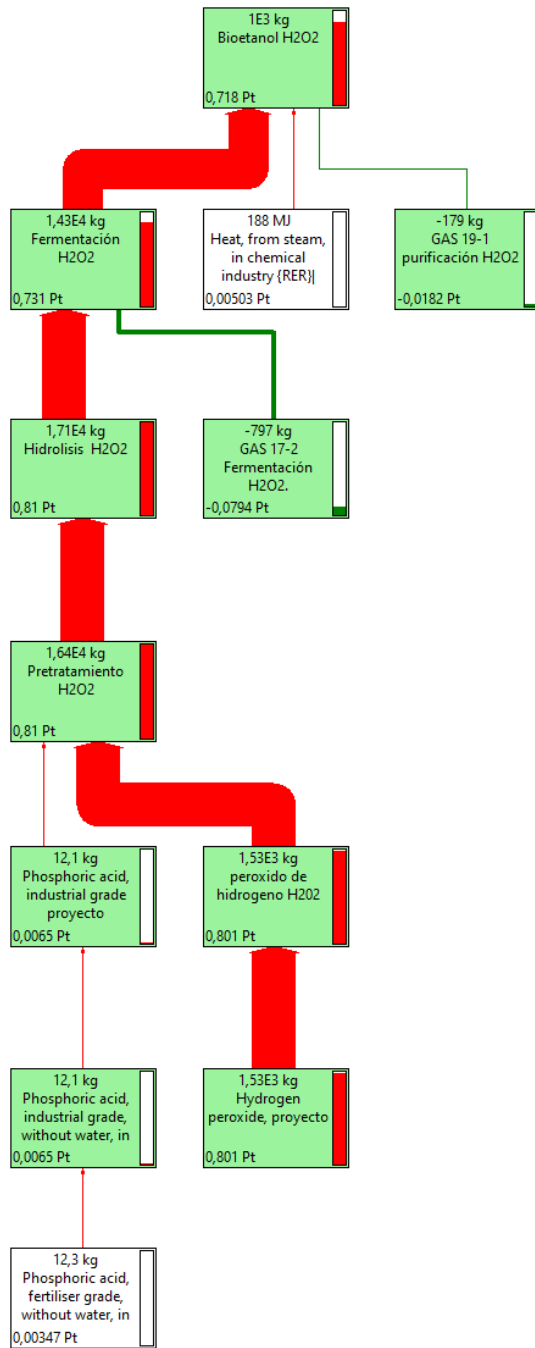 1E3 kg
Bioetanol H2O2
0,718 Pt
1,43E4 kg
Fermentación
H2O2
0,731 Pt
188 MJ
Heat, from steam,
in chemical
industry {RER}|
0,00503 Pt
-179 kg
GAS 19-1
purificación H2O2
-0,0182 Pt
1,71E4 kg
Hidrolisis H2O2
0,81 Pt
-797 kg
GAS 17-2
Fermentación
H2O2.
-0,0794 Pt
1,64E4 kg
Pretratamiento
H2O2
0,81 Pt
12,1 kg
Phosphoric acid,
industrial grade
proyecto
0,0065 Pt
1,53E3 kg
peroxido de
hidrogeno H202
0,801 Pt
12,1 kg
Phosphoric acid,
industrial grade,
without water, in
0,0065 Pt
1,53E3 kg
Hydrogen
peroxide, proyecto
0,801 Pt
12,3 kg
Phosphoric acid,
fertiliser grade,
without water, in
0,00347 Pt